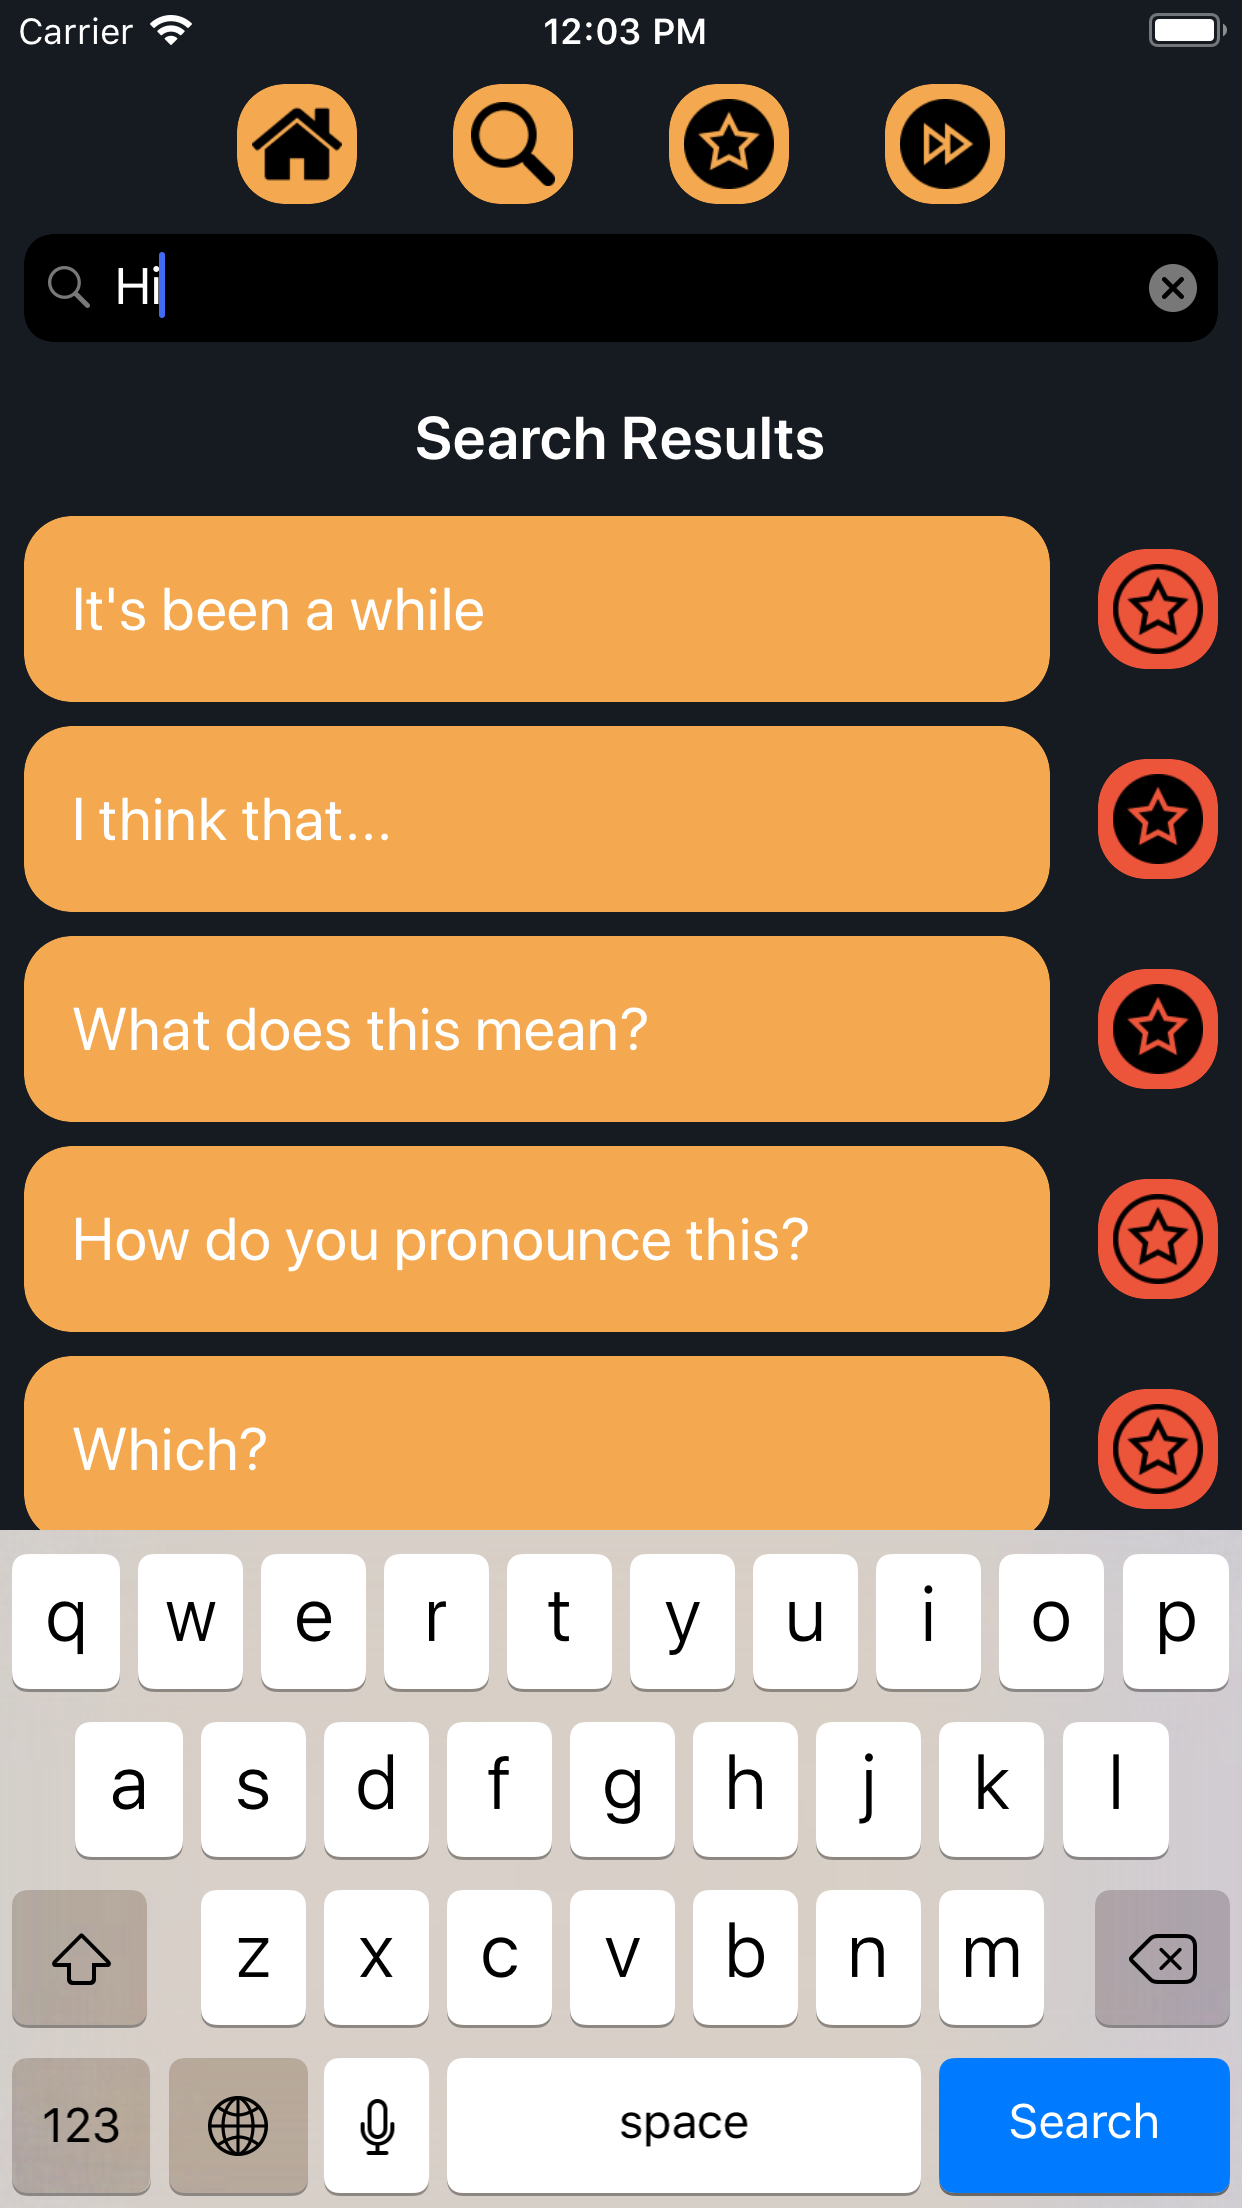 Carrier 12:03 PM
Hi
Search Results
It's been a while
I think that...
What does this mean?
How do you pronounce this?
Which?
q w e r t y u i o p
a s d f g h j k l
z x c v b n m
123 space Search